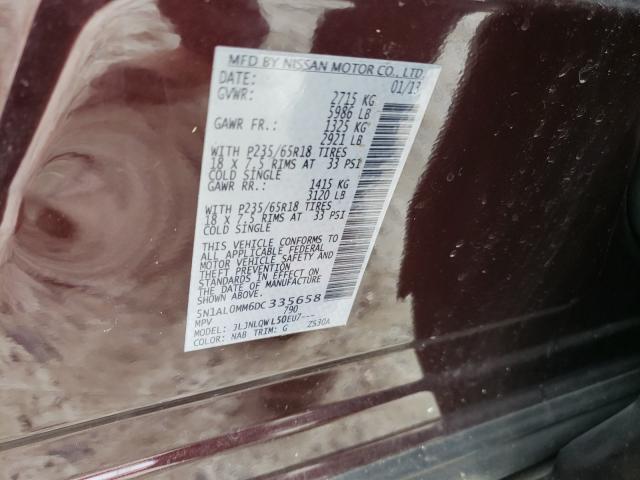 MFD BY NISSAN MOTOR CO., LTD.
DATE: 01/13
GVWR: 2715 KG
5986 LB
GAWR FR.: 1325 KG
2921 LB
WITH P235/65R18 TIRES
18 X 7.5 RIMS AT 33 PSI
COLD SINGLE
GAWR RR.: 1415 KG
3120 LB
WITH P235/65R18 TIRES
18 X 7.5 RIMS AT 33 PSI
COLD SINGLE
THIS VEHICLE CONFORMS TO
ALL APPLICABLE FEDERAL
MOTOR VEHICLE SAFETY AND
THEFT PREVENTION
STANDARDS IN EFFECT ON
THE DATE OF MANUFACTURE
SHOWN ABOVE.
5N1AL0MM6DC335658
MPV 790
MODEL: JLJNLQWL50EU7--- ZS30A
COLOR: NAB TRIM: G